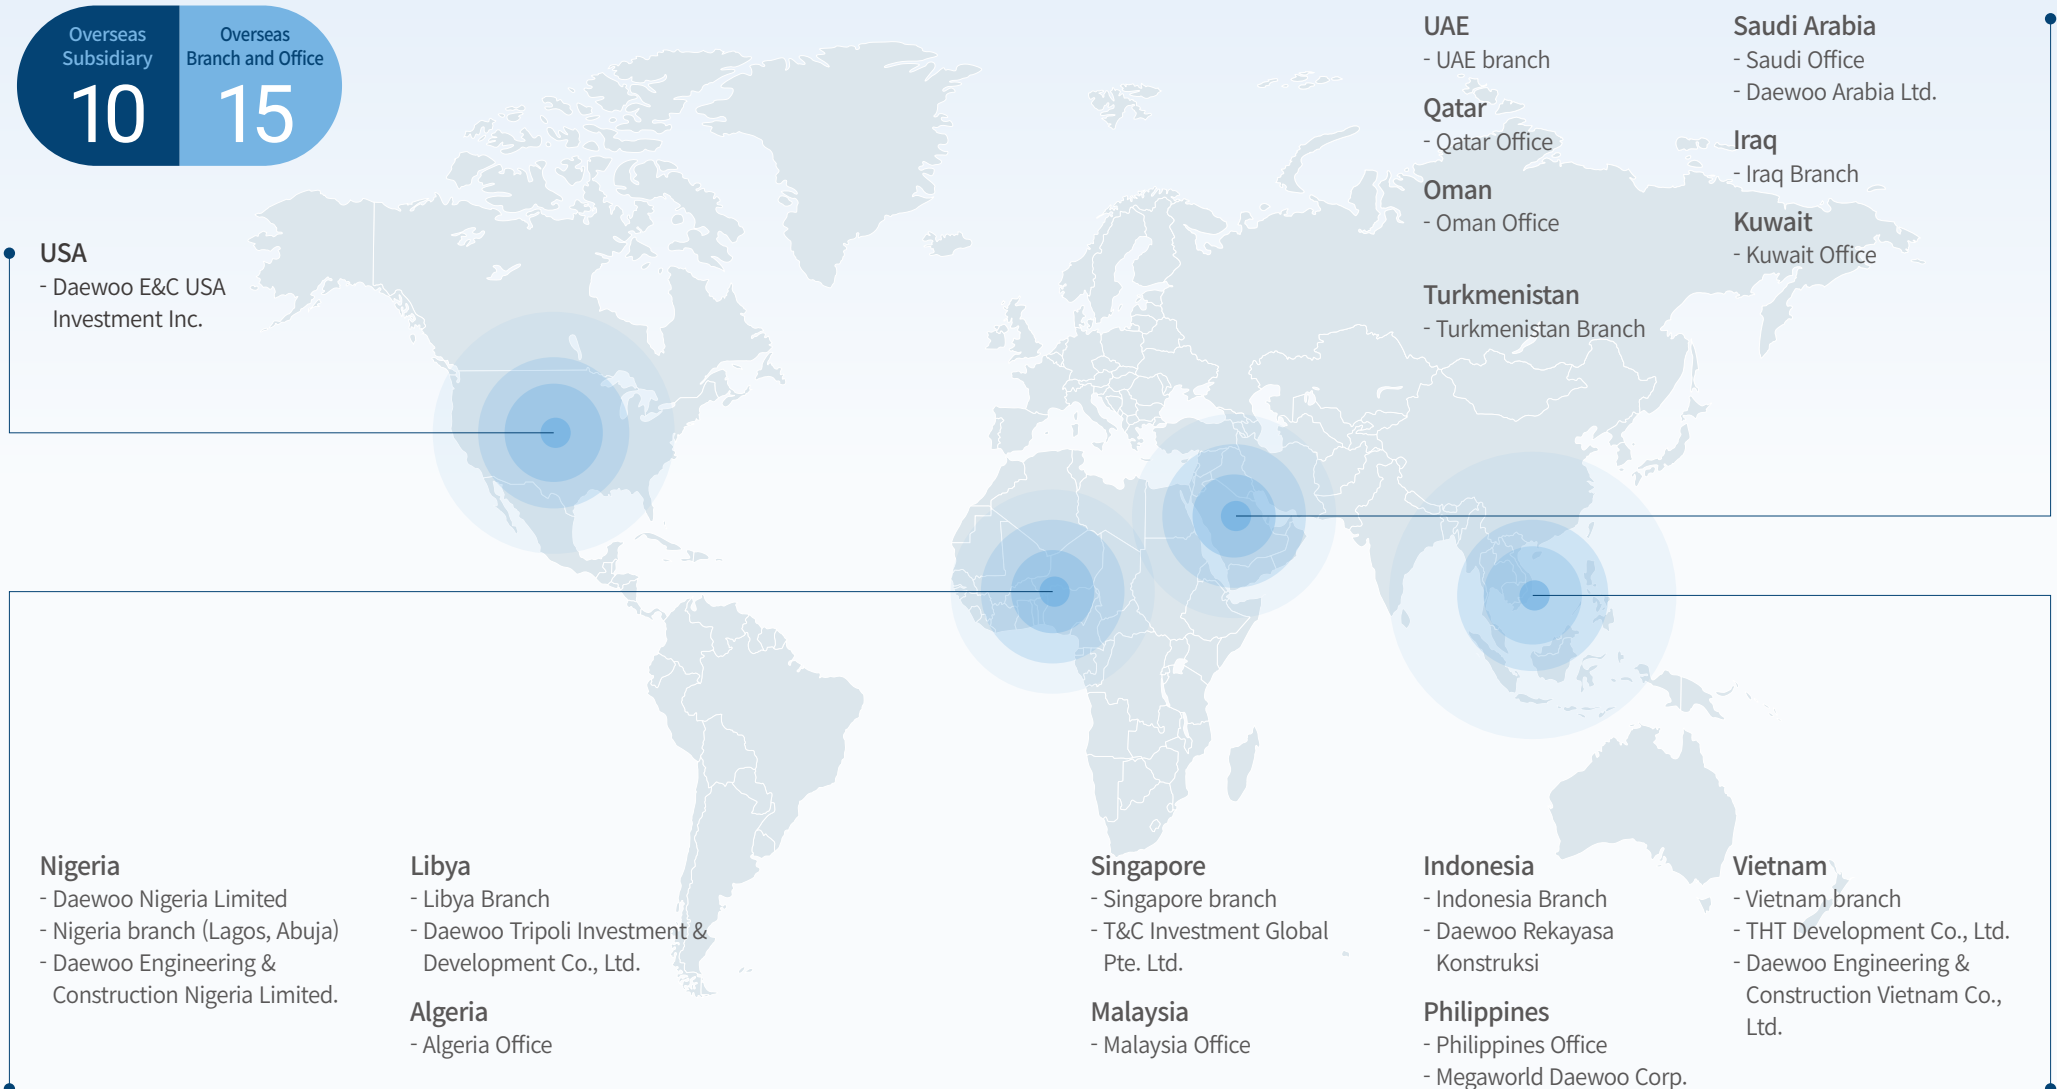 Overseas
Subsidiary
10
Overseas
Branch and Office
15
USA
- Daewoo E&C USA
Investment Inc.
UAE
- UAE branch
Qatar
- Qatar Office
Oman
- Oman Office
Turkmenistan
- Turkmenistan Branch
Saudi Arabia
- Saudi Office
- Daewoo Arabia Ltd.
Iraq
- Iraq Branch
Kuwait
- Kuwait Office
Nigeria
- Daewoo Nigeria Limited
- Nigeria branch (Lagos, Abuja)
- Daewoo Engineering &
Construction Nigeria Limited.
Libya
- Libya Branch
- Daewoo Tripoli Investment &
Development Co., Ltd.
Algeria
- Algeria Office
Singapore
- Singapore branch
- T&C Investment Global
Pte. Ltd.
Malaysia
- Malaysia Office
Indonesia
- Indonesia Branch
- Daewoo Rekayasa
Konstruksi
Philippines
- Philippines Office
- Megaworld Daewoo Corp.
Vietnam
- Vietnam branch
- THT Development Co., Ltd.
- Daewoo Engineering &
Construction Vietnam Co.,
Ltd.